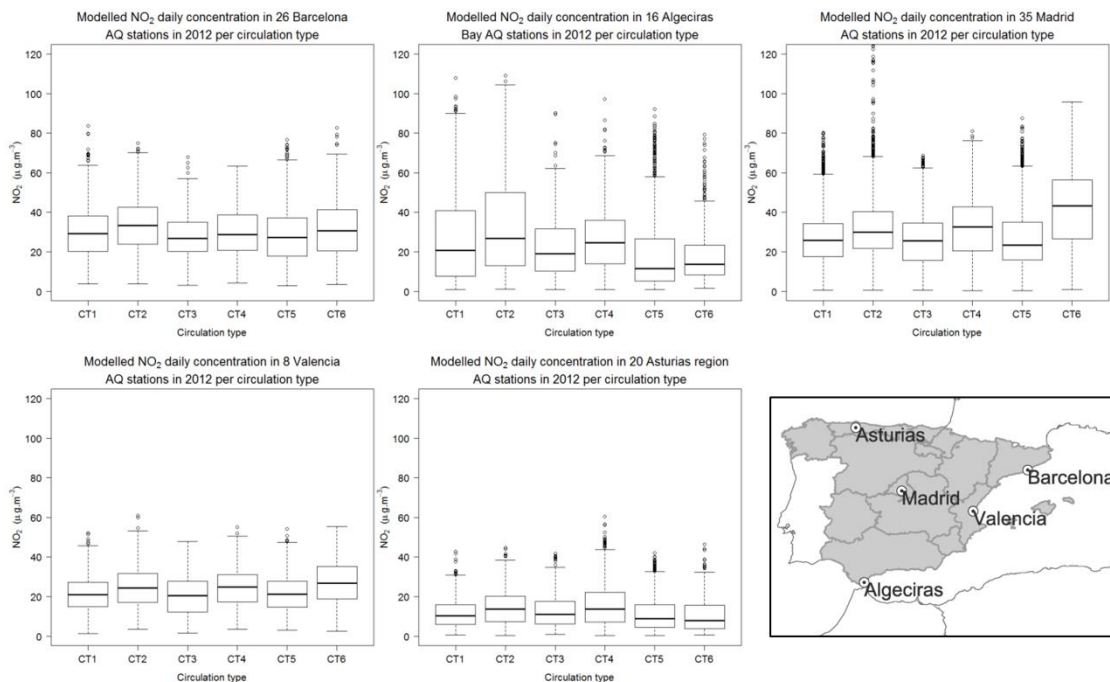 Modelled NO₂ daily concentration in 26 Barcelona
AQ stations in 2012 per circulation type
120
100
80
60
40
20
0
NO₂ (μ g.m⁻³)
CT1 CT2 CT3 CT4 CT5 CT6
Circulation type
Modelled NO₂ daily concentration in 16 Algeciras
Bay AQ stations in 2012 per circulation type
120
100
80
60
40
20
0
NO₂ (μ g.m⁻³)
CT1 CT2 CT3 CT4 CT5 CT6
Circulation type
Modelled NO₂ daily concentration in 35 Madrid
AQ stations in 2012 per circulation type
120
100
80
60
40
20
0
NO₂ (μ g.m⁻³)
CT1 CT2 CT3 CT4 CT5 CT6
Circulation type
Modelled NO₂ daily concentration in 8 Valencia
AQ stations in 2012 per circulation type
120
100
80
60
40
20
0
NO₂ (μ g.m⁻³)
CT1 CT2 CT3 CT4 CT5 CT6
Circulation type
Modelled NO₂ daily concentration in 20 Asturias region
AQ stations in 2012 per circulation type
120
100
80
60
40
20
0
NO₂ (μ g.m⁻³)
CT1 CT2 CT3 CT4 CT5 CT6
Circulation type
Asturias
Barcelona
Madrid
Valencia
Algeciras